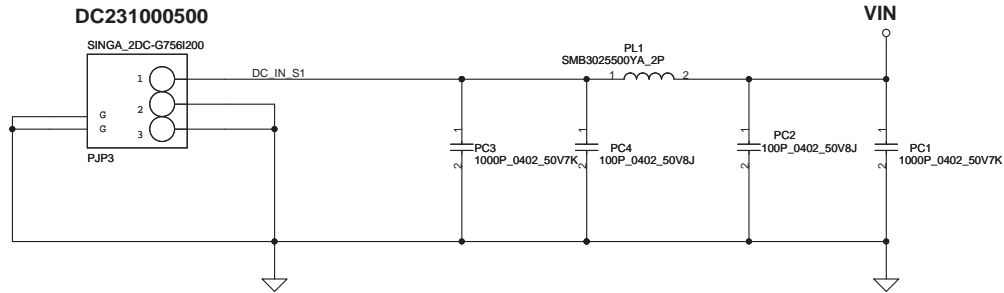 DC231000500
VIN
SINGA_2DC-G756I200
PL1
SMB3025500YA_2P
1
DC_IN_S1
1
2
2
G
G
3
PJP3
1
1
1
1
PC3
1000P_0402_50V7K
PC4
100P_0402_50V8J
PC2
100P_0402_50V8J
PC1
1000P_0402_50V7K
2
2
2
2